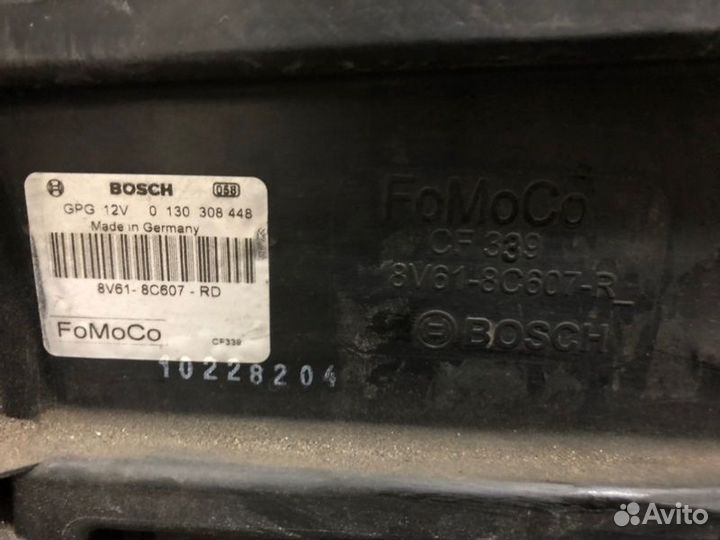 BOSCH 058
GPG 12V 0 130 308 448
Made in Germany
8V61-8C607-RD
FoMoCo CF339
10228204
FoMoCo
CF 339
8V61-8C607-R_
BOSCH
Avito